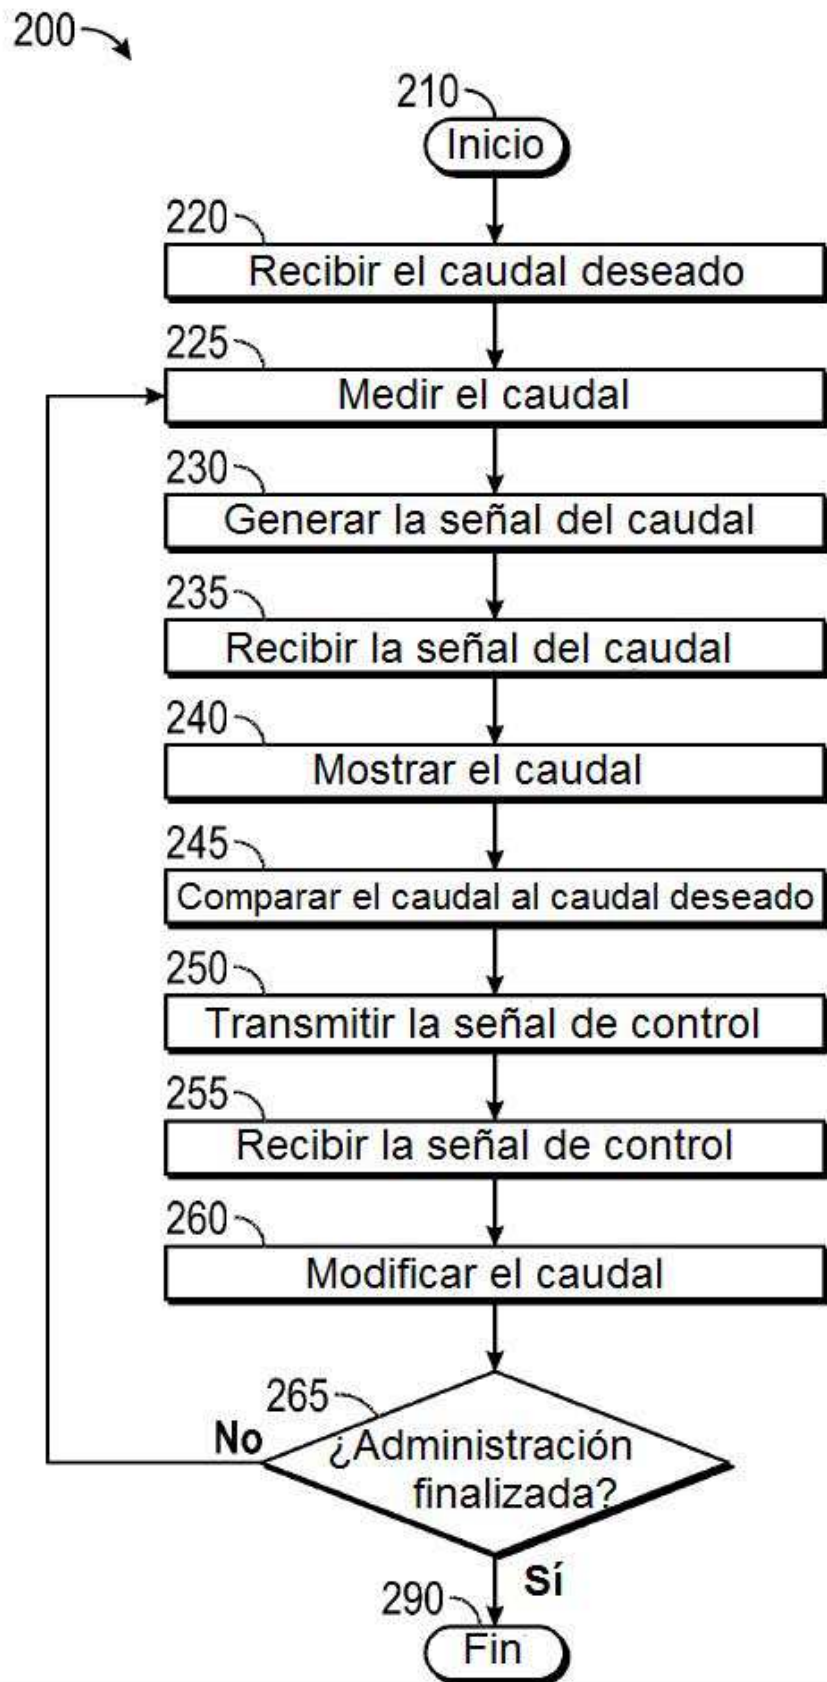 200
210
Inicio
220
Recibir el caudal deseado
225
Medir el caudal
230
Generar la señal del caudal
235
Recibir la señal del caudal
240
Mostrar el caudal
245
Comparar el caudal al caudal deseado
250
Transmitir la señal de control
255
Recibir la señal de control
260
Modificar el caudal
265
No
¿Administración
finalizada?
Sí
290
Fin